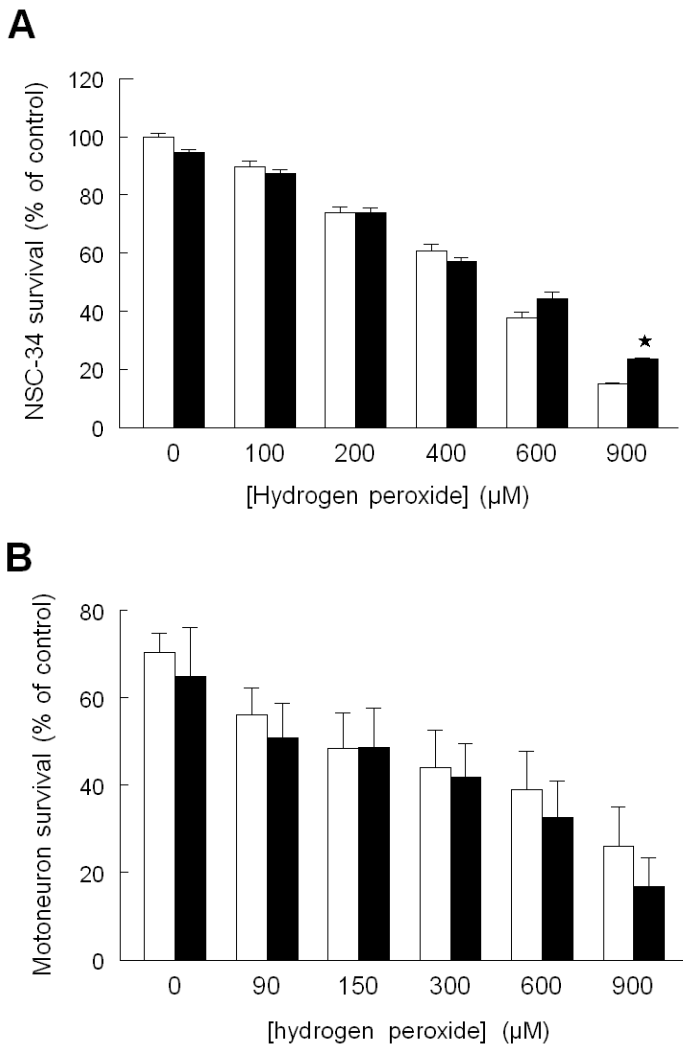 A
NSC-34 survival (% of control)
120
100
80
60
40
20
0
★
0 100 200 400 600 900
[Hydrogen peroxide] (µM)
B
Motoneuron survival (% of control)
80
60
40
20
0
0 90 150 300 600 900
[hydrogen peroxide] (µM)